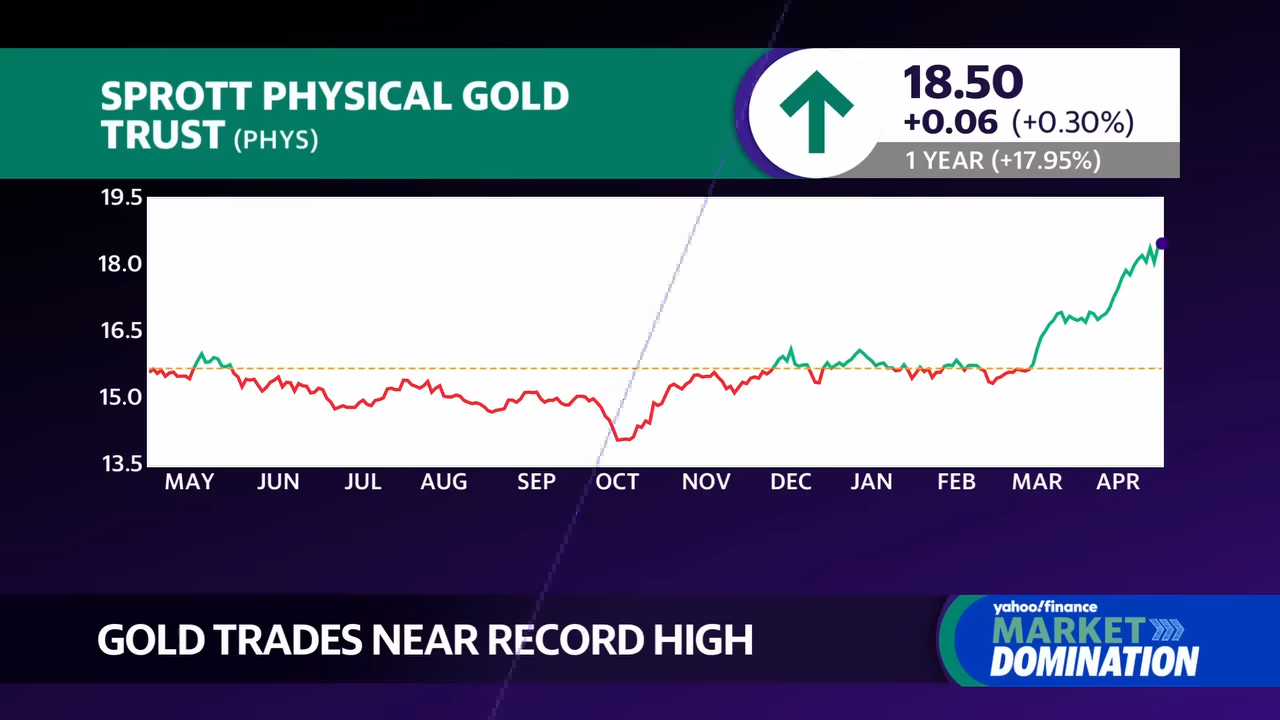 SPROTT PHYSICAL GOLD
TRUST (PHYS)
18.50
+0.06 (+0.30%)
1 YEAR (+17.95%)
19.5
18.0
16.5
15.0
13.5
MAY JUN JUL AUG SEP OCT NOV DEC JAN FEB MAR APR
GOLD TRADES NEAR RECORD HIGH
yahoo!finance
MARKET
DOMINATION